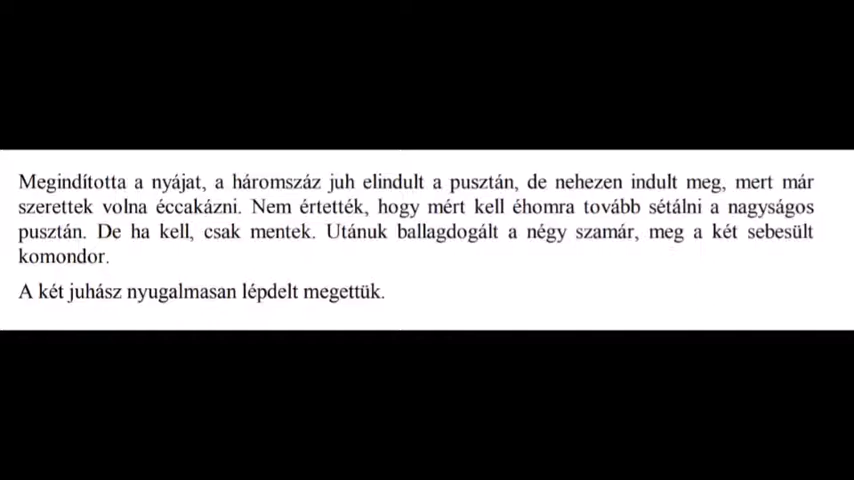 Megindította a nyájat, a háromszáz juh elindult a pusztán, de nehezen indult meg, mert már
szerettek volna éccakázni. Nem értették, hogy mért kell éhomra tovább sétálni a nagyságos
pusztán. De ha kell, csak mentek. Utánuk ballagdogált a négy szamár, meg a két sebesült
komondor.
A két juhász nyugalmasan lépdelt megettük.